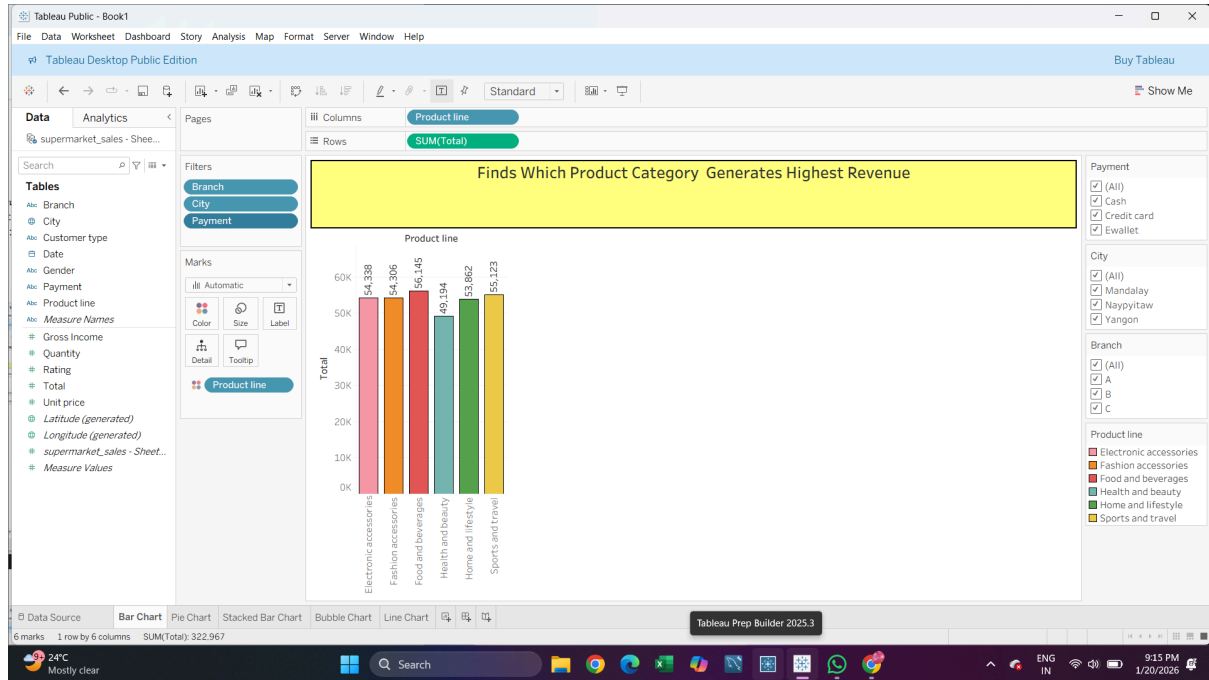 Tableau Public - Book1
File Data Worksheet Dashboard Story Analysis Map Format Server Window Help
Tableau Desktop Public Edition
Buy Tableau
Standard
Show Me
Data
Analytics
supermarket_sales - Shee...
Search
Tables
Abc Branch
City
Abc Customer type
Date
Abc Gender
Abc Payment
Abc Product line
Abc Measure Names
# Gross Income
# Quantity
# Rating
# Total
# Unit price
Latitude (generated)
Longitude (generated)
# supermarket_sales - Sheet...
# Measure Values
Pages
Filters
Branch
City
Payment
Marks
Automatic
Color Size Label
Detail Tooltip
Product line
Columns
Product line
Rows
SUM(Total)
Finds Which Product Category Generates Highest Revenue
Product line
Total
60K
50K
40K
30K
20K
10K
0K
54,338
54,306
56,145
49,194
53,862
55,123
Electronic accessories
Fashion accessories
Food and beverages
Health and beauty
Home and lifestyle
Sports and travel
Payment
(All)
Cash
Credit card
Ewallet
City
(All)
Mandalay
Naypyitaw
Yangon
Branch
(All)
A
B
C
Product line
Electronic accessories
Fashion accessories
Food and beverages
Health and beauty
Home and lifestyle
Sports and travel
Data Source
Bar Chart
Pie Chart
Stacked Bar Chart
Bubble Chart
Line Chart
Tableau Prep Builder 2025.3
6 marks 1 row by 6 columns SUM(Total): 322,967
9+
24°C
Mostly clear
Search
ENG
IN
9:15 PM
1/20/2026